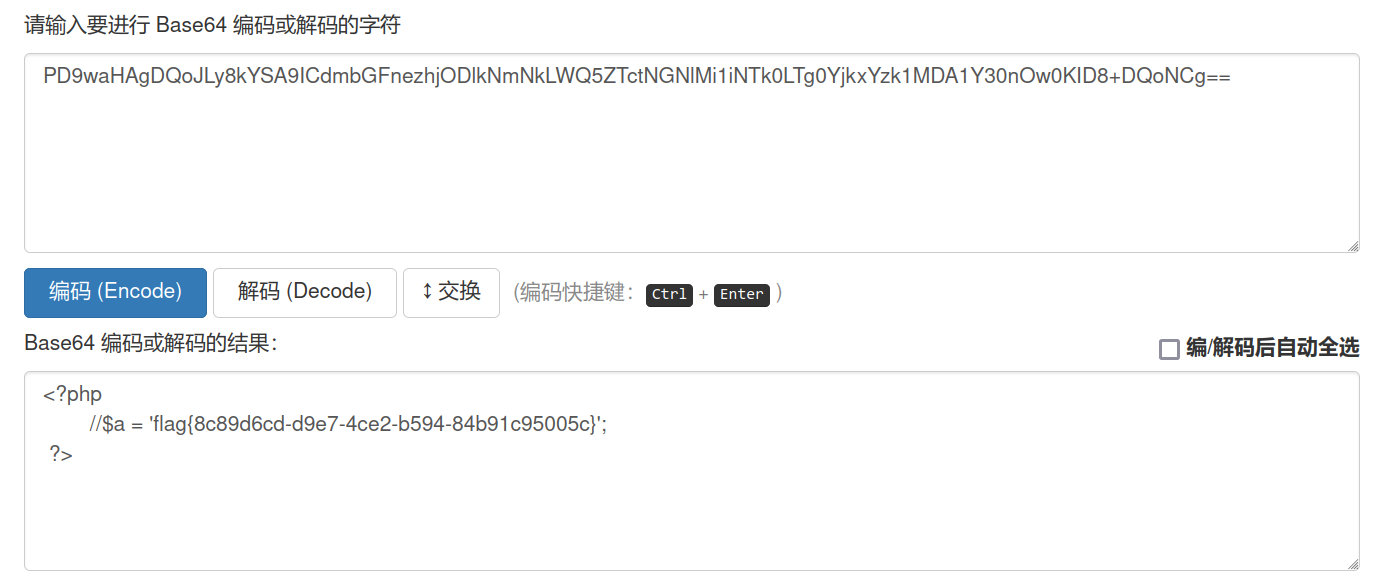 请输入要进行 Base64 编码或解码的字符
PD9waHAgDQoJLy8kYSA9ICdmbGFnezhjODlkNmNkLWQ5ZTctNGNlMi1iNTk0LTg0YjkxYzk1MDA1Y30nOw0KID8+DQoNCg==
编码 (Encode) 解码 (Decode) ↕ 交换 (编码快捷键： Ctrl + Enter )
Base64 编码或解码的结果： 编/解码后自动全选
<?php
//$a = 'flag{8c89d6cd-d9e7-4ce2-b594-84b91c95005c}';
?>